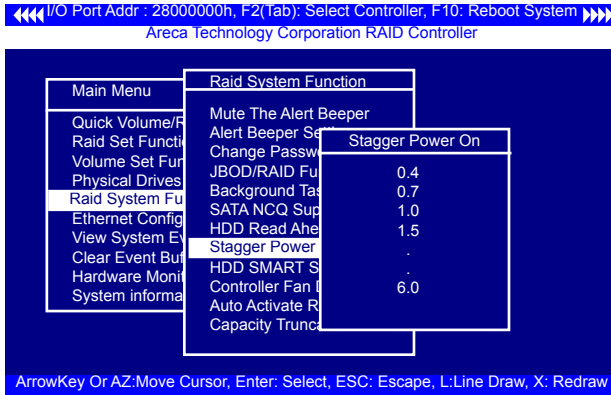 I/O Port Addr : 28000000h, F2(Tab): Select Controller, F10: Reboot System
Areca Technology Corporation RAID Controller
Main Menu
Quick Volume/R
Raid Set Functi
Volume Set Fun
Physical Drives
Raid System Fu
Ethernet Config
View System Ev
Clear Event Buf
Hardware Monit
System informa
Raid System Function
Mute The Alert Beeper
Alert Beeper Se
Change Passw
JBOD/RAID Fu
Background Tas
SATA NCQ Sup
HDD Read Ahe
Stagger Power
HDD SMART S
Controller Fan
Auto Activate R
Capacity Trunca
Stagger Power On
0.4
0.7
1.0
1.5
.
.
6.0
ArrowKey Or AZ:Move Cursor, Enter: Select, ESC: Escape, L:Line Draw, X: Redraw